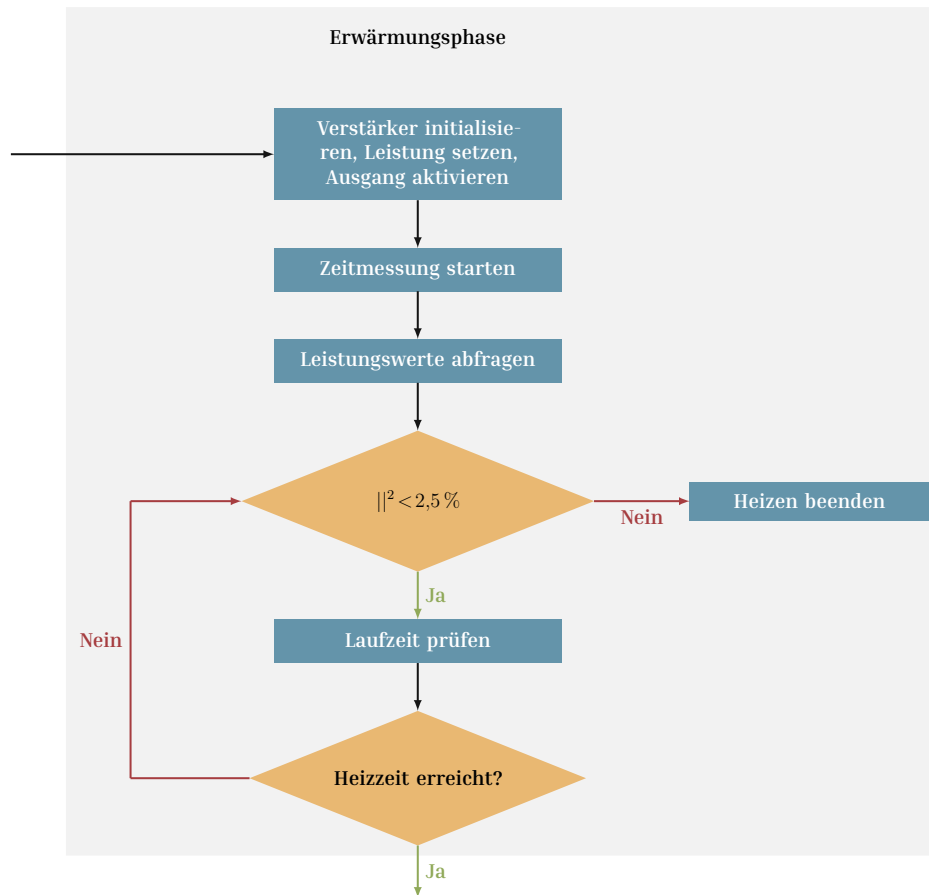 Erwärmungsphase
Verstärker initialisie-
ren, Leistung setzen,
Ausgang aktivieren
Zeitmessung starten
Leistungswerte abfragen
||² < 2,5 %
Nein
Heizen beenden
Ja
Laufzeit prüfen
Nein
Heizzeit erreicht?
Ja